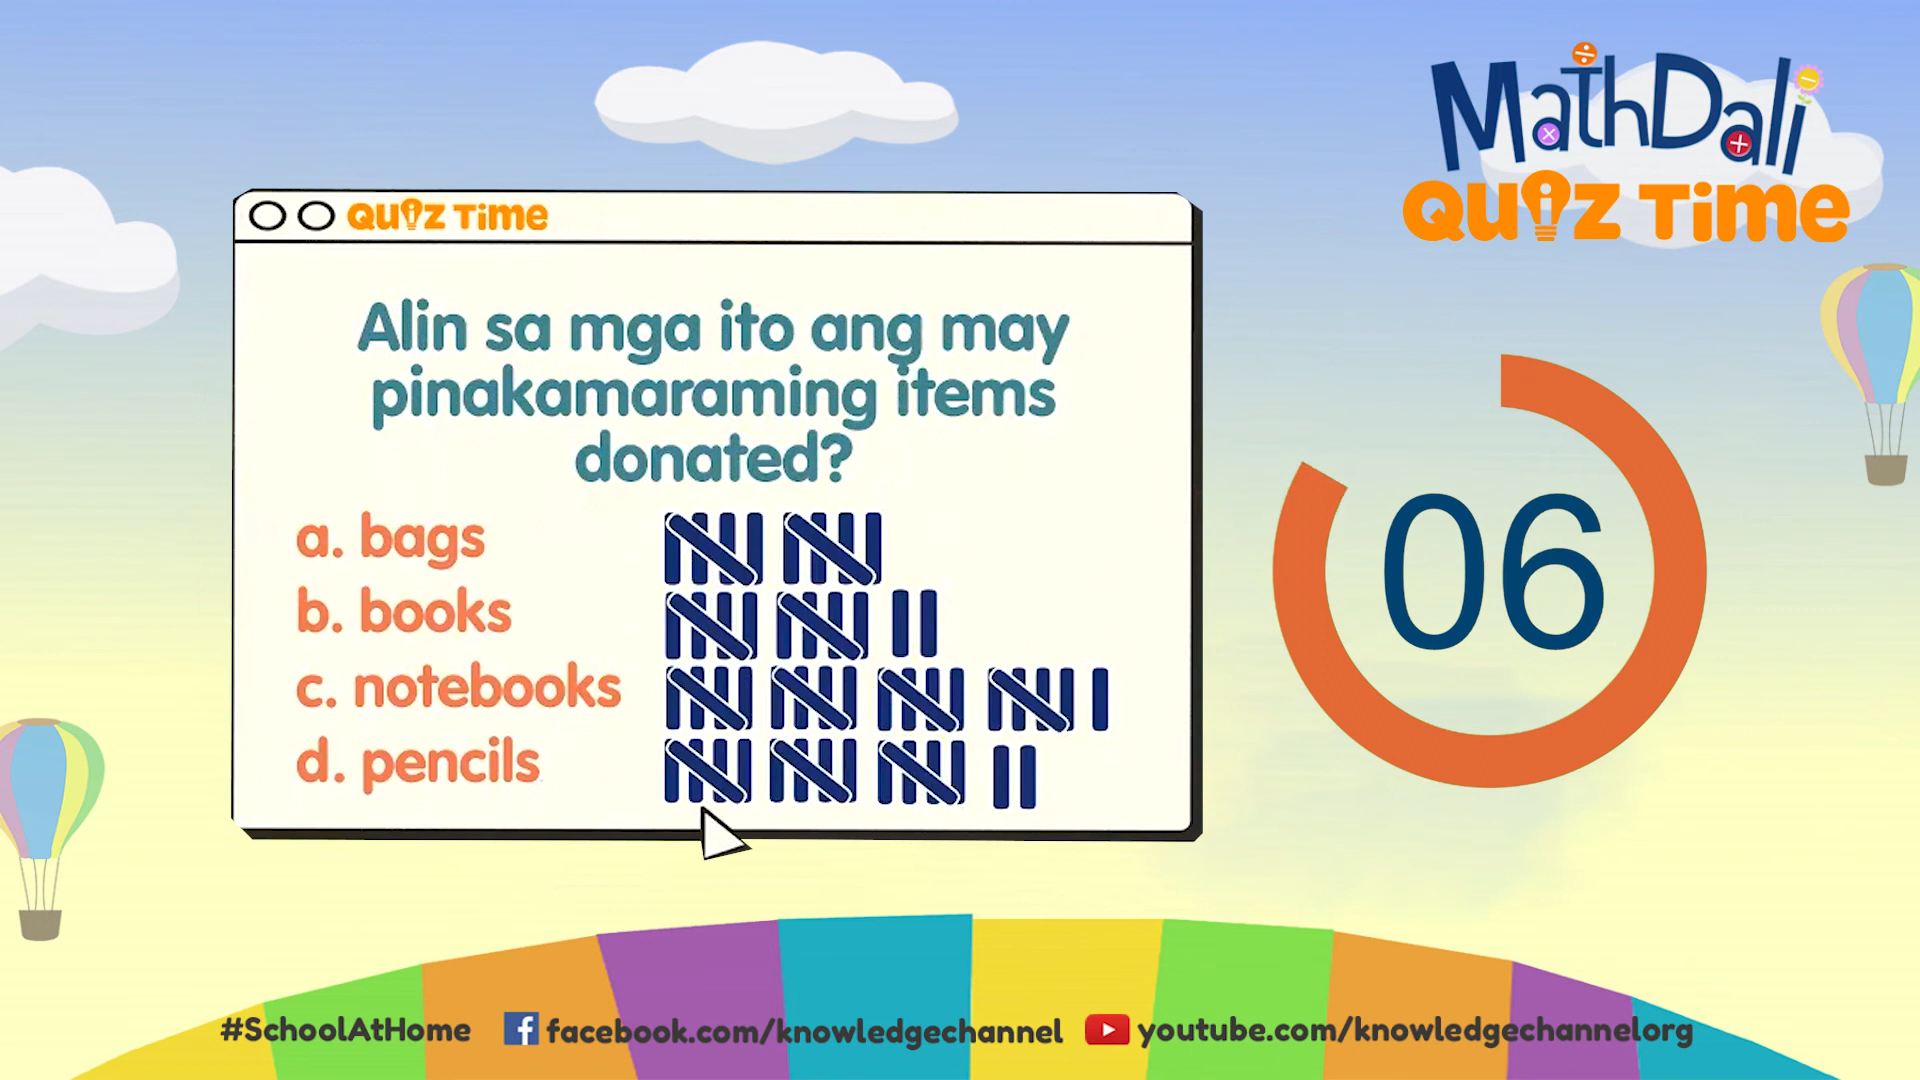 MathDali
QUIZ TIME
QUIZ TIME
Alin sa mga ito ang may
pinakamaraming items
donated?
a. bags
b. books
c. notebooks
d. pencils
06
#SchoolAtHome facebook.com/knowledgechannel youtube.com/knowledgechannelorg